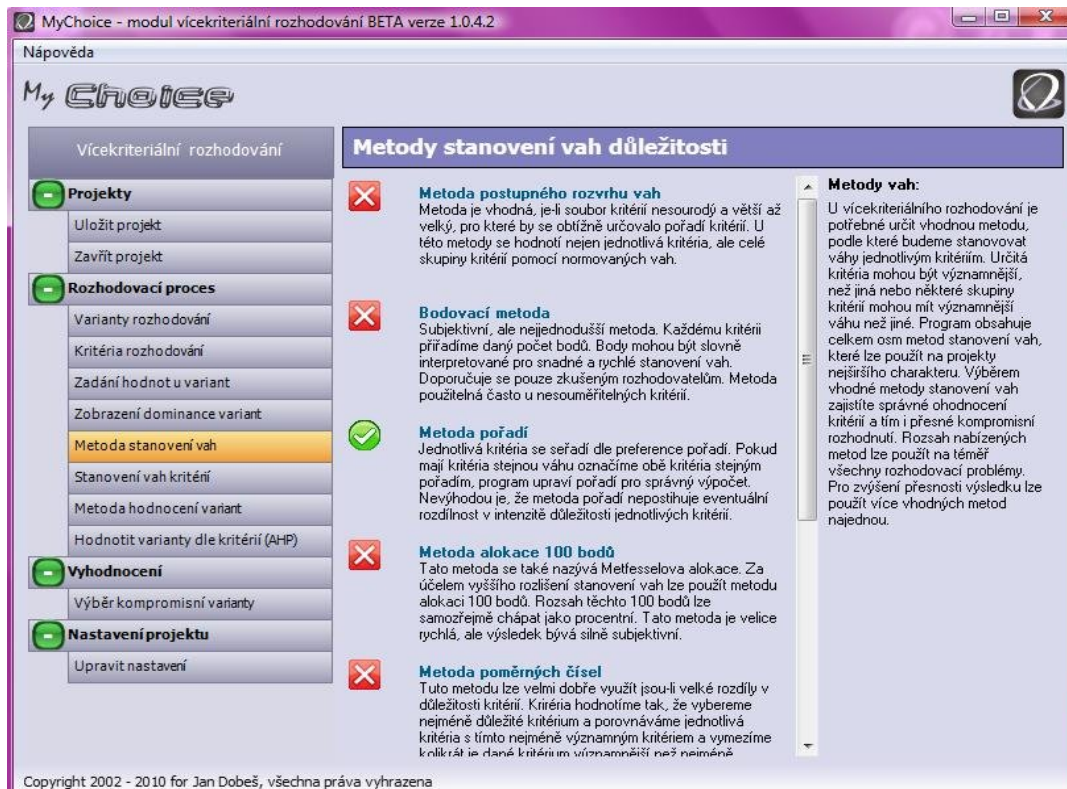 MyChoice - modul vícekriteriální rozhodování BETA verze 1.0.4.2
Nápověda
My Choice
Vícekriteriální rozhodování
Projekty
Uložit projekt
Zavřít projekt
Rozhodovací proces
Varianty rozhodování
Kritéria rozhodování
Zadání hodnot u variant
Zobrazení dominance variant
Metoda stanovení vah
Stanovení vah kritérií
Metoda hodnocení variant
Hodnotit varianty dle kritérií (AHP)
Vyhodnocení
Výběr kompromisní varianty
Nastavení projektu
Upravit nastavení
Metody stanovení vah důležitosti
Metoda postupného rozvrhu vah
Metoda je vhodná, je-li soubor kritérií nesourodý a větší až
velký, pro které by se obtížně určovalo pořadí kritérií. U
této metody se hodnotí nejen jednotlivá kritéria, ale celé
skupiny kritérií pomocí normovaných vah.
Bodovací metoda
Subjektivní, ale nejjednodušší metoda. Každému kritérii
přiřadíme daný počet bodů. Body mohou být slovně
interpretované pro snadné a rychlé stanovení vah.
Doporučuje se pouze zkušeným rozhodovatelům. Metoda
použitelná často u nesouměřitelných kritérií.
Metoda pořadí
Jednotlivá kritéria se seřadí dle preference pořadí. Pokud
mají kritéria stejnou váhu označíme obě kritéria stejným
pořadím, program upraví pořadí pro správný výpočet.
Nevýhodou je, že metoda pořadí nepostihuje eventuální
rozdílnost v intenzitě důležitosti jednotlivých kritérií.
Metoda alokace 100 bodů
Tato metoda se také nazývá Metfesselova alokace. Za
účelem vyššího rozlišení stanovení vah lze použít metodu
alokaci 100 bodů. Rozsah těchto 100 bodů lze
samozřejmě chápat jako procentní. Tato metoda je velice
rychlá, ale výsledek bývá silně subjektivní.
Metoda poměrných čísel
Tuto metodu lze velmi dobře využít jsou-li velké rozdíly v
důležitosti kritérií. Kriréria hodnotíme tak, že vybereme
nejméně důležité kritérium a porovnáváme jednotlivá
kritéria s tímto nejméně významným kritériem a vymezíme
kolikrát je dané kritérium významnější než nejméně
Metody vah:
U vícekriteriálního rozhodování je
potřebné určit vhodnou metodu,
podle které budeme stanovovat
váhy jednotlivým kritériím. Určitá
kritéria mohou být významnější,
než jiná nebo některé skupiny
kritérií mohou mít významnější
váhu než jiné. Program obsahuje
celkem osm metod stanovení vah,
které lze použít na projekty
nejširšího charakteru. Výběrem
vhodné metody stanovení vah
zajistíte správné ohodnocení
kritérií a tím i přesné kompromisní
rozhodnutí. Rozsah nabízených
metod lze použít na téměř
všechny rozhodovací problémy.
Pro zvýšení přesnosti výsledku lze
použít více vhodných metod
najednou.
Copyright 2002 - 2010 for Jan Dobeš, všechna práva vyhrazena